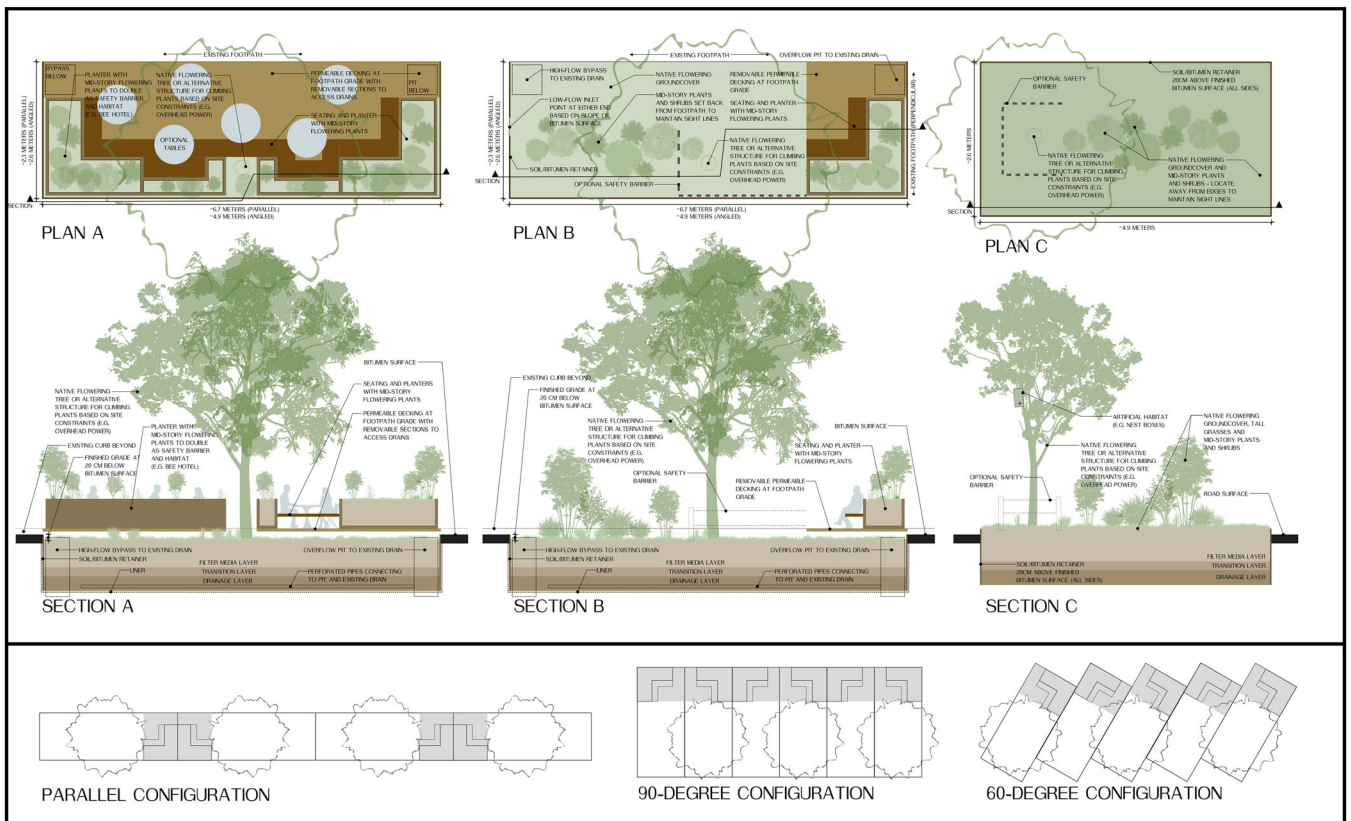 EXISTING FOOTPATH
BYPASS
BELOW
PLANTER WITH
MID-STORY FLOWERING
PLANTS TO DOUBLE
AS SAFETY BARRIER
AND HABITAT
(E.G. BEE HOTEL)
NATIVE FLOWERING
TREE OR ALTERNATIVE
STRUCTURE FOR CLIMBING
PLANTS BASED ON SITE
CONSTRAINTS (E.G.
OVERHEAD POWER)
PERMEABLE DECKING AT
FOOTPATH GRADE WITH
REMOVABLE SECTIONS TO
ACCESS DRAINS
PIT
BELOW
SEATING AND PLANTER
WITH MID-STORY
FLOWERING PLANTS
OPTIONAL
TABLES
~2.3 METERS (PARALLEL)
~2.6 METERS (ANGLED)
SECTION
~6.7 METERS (PARALLEL)
~4.9 METERS (ANGLED)
PLAN A
EXISTING FOOTPATH
OVERFLOW PIT TO EXISTING DRAIN
HIGH-FLOW BYPASS
TO EXISTING DRAIN
NATIVE FLOWERING
GROUNDCOVER
REMOVABLE PERMEABLE
DECKING AT FOOTPATH
GRADE
LOW-FLOW INLET
POINT AT EITHER END
BASED ON SLOPE OF
BITUMEN SURFACE
MID-STORY PLANTS
AND SHRUBS SET BACK
FROM FOOTPATH TO
MAINTAIN SIGHT LINES
SEATING AND PLANTER
WITH MID-STORY
FLOWERING PLANTS
NATIVE FLOWERING
TREE OR ALTERNATIVE
STRUCTURE FOR CLIMBING
PLANTS BASED ON SITE
CONSTRAINTS (E.G.
OVERHEAD POWER)
SOIL/BITUMEN RETAINER
OPTIONAL SAFETY BARRIER
~2.3 METERS (PARALLEL)
~2.6 METERS (ANGLED)
EXISTING FOOTPATH (PERPENDICULAR)
SECTION
~6.7 METERS (PARALLEL)
~4.9 METERS (ANGLED)
PLAN B
SOIL/BITUMEN RETAINER
20CM ABOVE FINISHED
BITUMEN SURFACE (ALL SIDES)
OPTIONAL SAFETY
BARRIER
~2.6 METERS
NATIVE FLOWERING
TREE OR ALTERNATIVE
STRUCTURE FOR CLIMBING
PLANTS BASED ON SITE
CONSTRAINTS (E.G.
OVERHEAD POWER)
NATIVE FLOWERING
GROUNDCOVER AND
MID-STORY PLANTS
AND SHRUBS - LOCATE
AWAY FROM EDGES TO
MAINTAIN SIGHT LINES
SECTION
~4.9 METERS
PLAN C
BITUMEN SURFACE
NATIVE FLOWERING
TREE OR ALTERNATIVE
STRUCTURE FOR CLIMBING
PLANTS BASED ON SITE
CONSTRAINTS (E.G.
OVERHEAD POWER)
SEATING AND PLANTERS
WITH MID-STORY
FLOWERING PLANTS
PERMEABLE DECKING AT
FOOTPATH GRADE WITH
REMOVABLE SECTIONS TO
ACCESS DRAINS
PLANTER WITH
MID-STORY FLOWERING
PLANTS TO DOUBLE
AS SAFETY BARRIER
AND HABITAT
(E.G. BEE HOTEL)
EXISTING CURB BEYOND
FINISHED GRADE AT
20 CM BELOW
BITUMEN SURFACE
HIGH-FLOW BYPASS TO EXISTING DRAIN
OVERFLOW PIT TO EXISTING DRAIN
SOIL/BITUMEN RETAINER
FILTER MEDIA LAYER
LINER
TRANSITION LAYER
DRAINAGE LAYER
PERFORATED PIPES CONNECTING
TO PIT AND EXISTING DRAIN
SECTION A
EXISTING CURB BEYOND
FINISHED GRADE AT
20 CM BELOW
BITUMEN SURFACE
NATIVE FLOWERING
TREE OR ALTERNATIVE
STRUCTURE FOR CLIMBING
PLANTS BASED ON SITE
CONSTRAINTS (E.G.
OVERHEAD POWER)
BITUMEN SURFACE
SEATING AND PLANTER
WITH MID-STORY
FLOWERING PLANTS
OPTIONAL SAFETY
BARRIER
REMOVABLE PERMEABLE
DECKING AT FOOTPATH
GRADE
HIGH-FLOW BYPASS TO EXISTING DRAIN
OVERFLOW PIT TO EXISTING DRAIN
SOIL/BITUMEN RETAINER
FILTER MEDIA LAYER
LINER
TRANSITION LAYER
DRAINAGE LAYER
PERFORATED PIPES CONNECTING
TO PIT AND EXISTING DRAIN
SECTION B
ARTIFICIAL HABITAT
(E.G. NEST BOXES)
NATIVE FLOWERING
GROUNDCOVER, TALL
GRASSES AND
MID-STORY PLANTS
AND SHRUBS
NATIVE FLOWERING
TREE OR ALTERNATIVE
STRUCTURE FOR CLIMBING
PLANTS BASED ON SITE
CONSTRAINTS (E.G.
OVERHEAD POWER)
OPTIONAL SAFETY
BARRIER
ROAD SURFACE
SOIL/BITUMEN RETAINER
20CM ABOVE FINISHED
BITUMEN SURFACE (ALL SIDES)
FILTER MEDIA LAYER
TRANSITION LAYER
DRAINAGE LAYER
SECTION C
PARALLEL CONFIGURATION
90-DEGREE CONFIGURATION
60-DEGREE CONFIGURATION